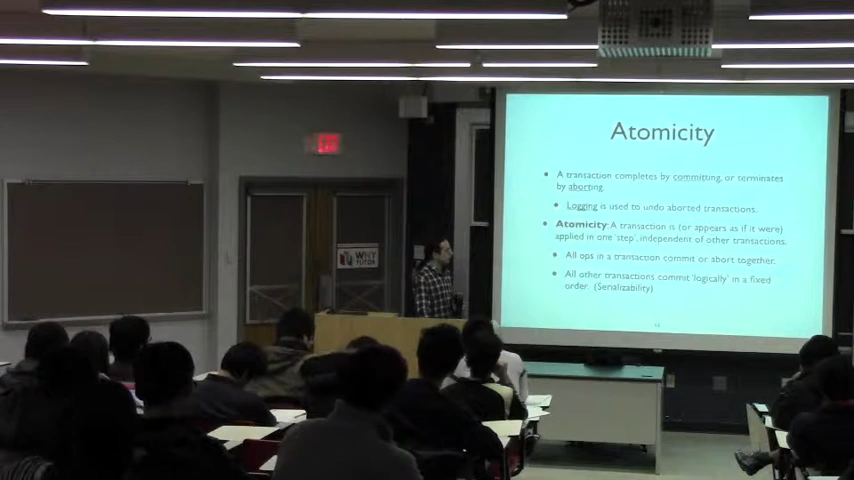 Atomicity
• A transaction completes by committing, or terminates
by aborting.
• Logging is used to undo aborted transactions.
• Atomicity: A transaction is (or appears as if it were)
applied in one 'step', independent of other transactions.
• All ops in a transaction commit or abort together.
• All other transactions commit 'logically' in a fixed
order. (Serializability)
WNY
TUTOR